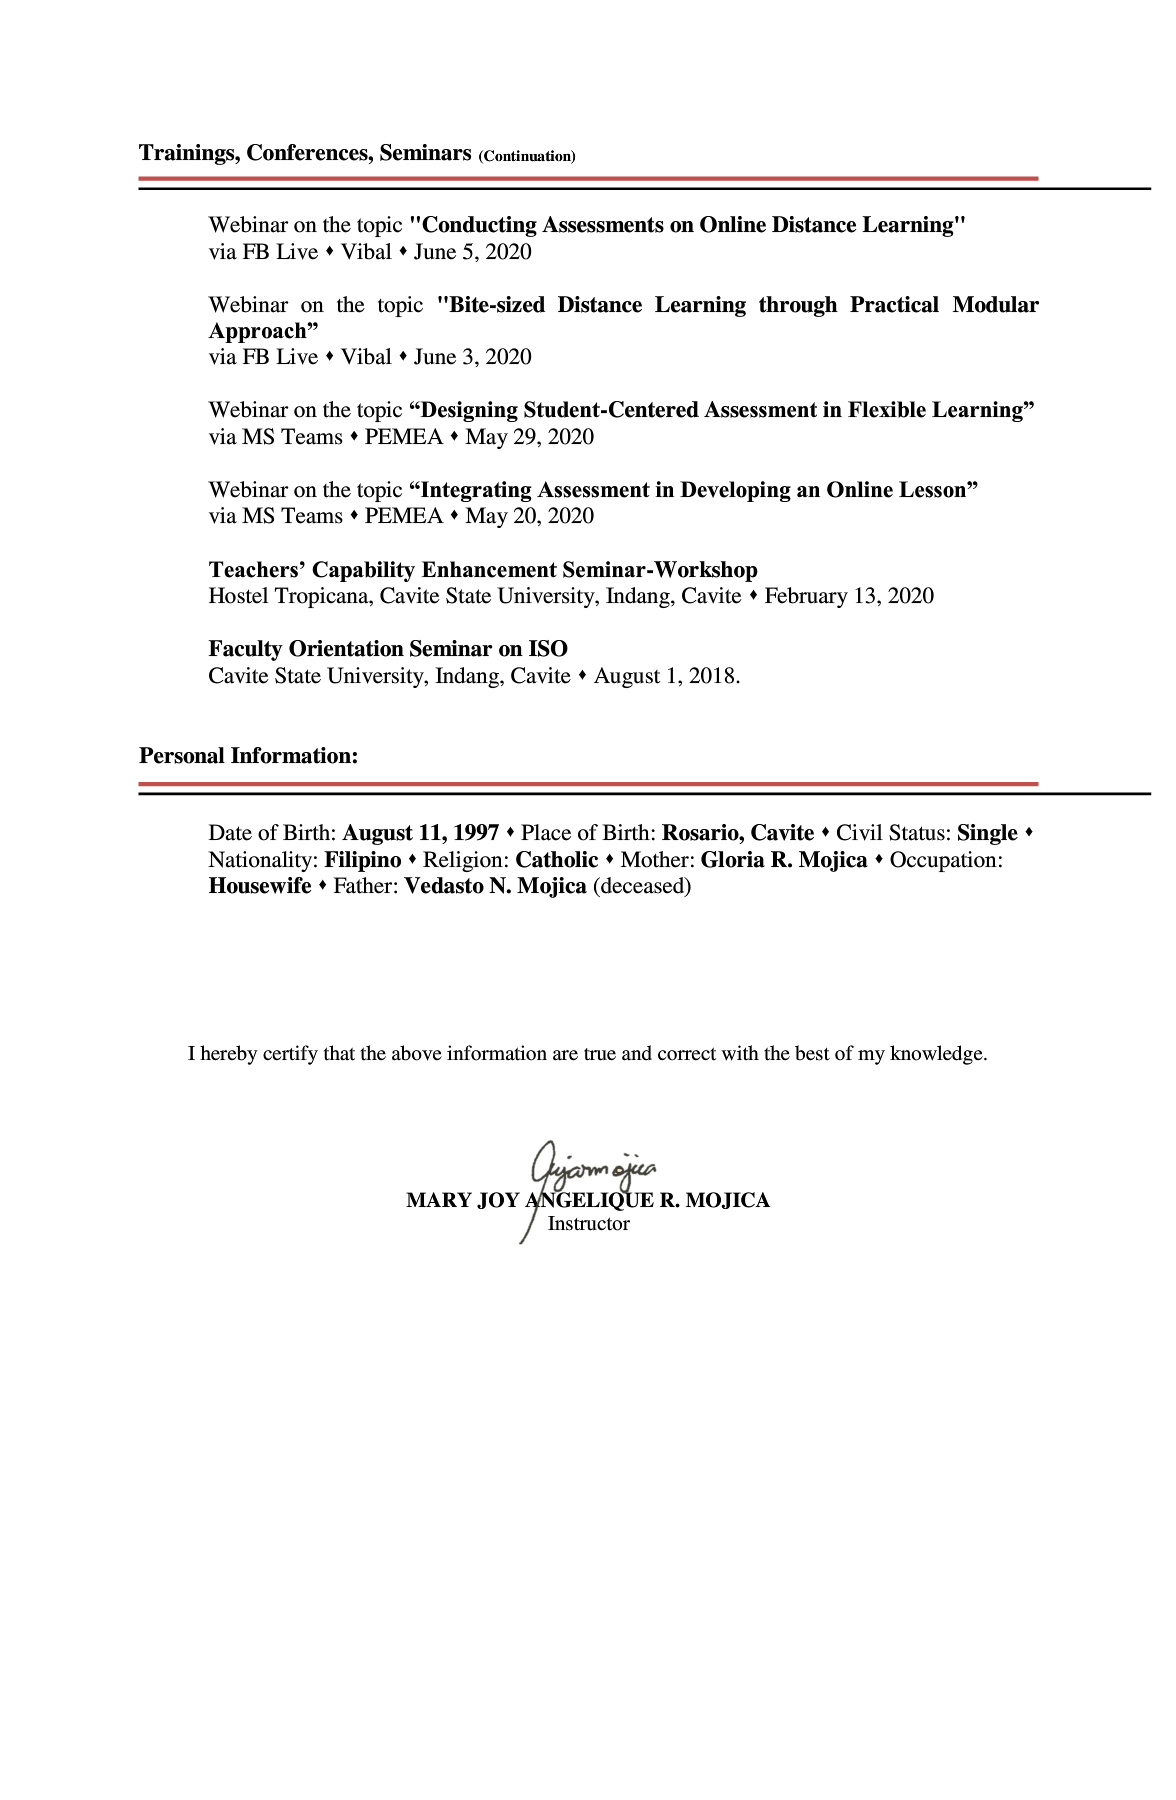 Trainings, Conferences, Seminars (Continuation)
Webinar on the topic "Conducting Assessments on Online Distance Learning"
via FB Live ♦ Vibal ♦ June 5, 2020
Webinar on the topic "Bite-sized Distance Learning through Practical Modular
Approach”
via FB Live ♦ Vibal ♦ June 3, 2020
Webinar on the topic “Designing Student-Centered Assessment in Flexible Learning”
via MS Teams ♦ PEMEA ♦ May 29, 2020
Webinar on the topic “Integrating Assessment in Developing an Online Lesson”
via MS Teams ♦ PEMEA ♦ May 20, 2020
Teachers’ Capability Enhancement Seminar-Workshop
Hostel Tropicana, Cavite State University, Indang, Cavite ♦ February 13, 2020
Faculty Orientation Seminar on ISO
Cavite State University, Indang, Cavite ♦ August 1, 2018.
Personal Information:
Date of Birth: August 11, 1997 ♦ Place of Birth: Rosario, Cavite ♦ Civil Status: Single ♦
Nationality: Filipino ♦ Religion: Catholic ♦ Mother: Gloria R. Mojica ♦ Occupation:
Housewife ♦ Father: Vedasto N. Mojica (deceased)
I hereby certify that the above information are true and correct with the best of my knowledge.
MARY JOY ANGELIQUE R. MOJICA
Instructor